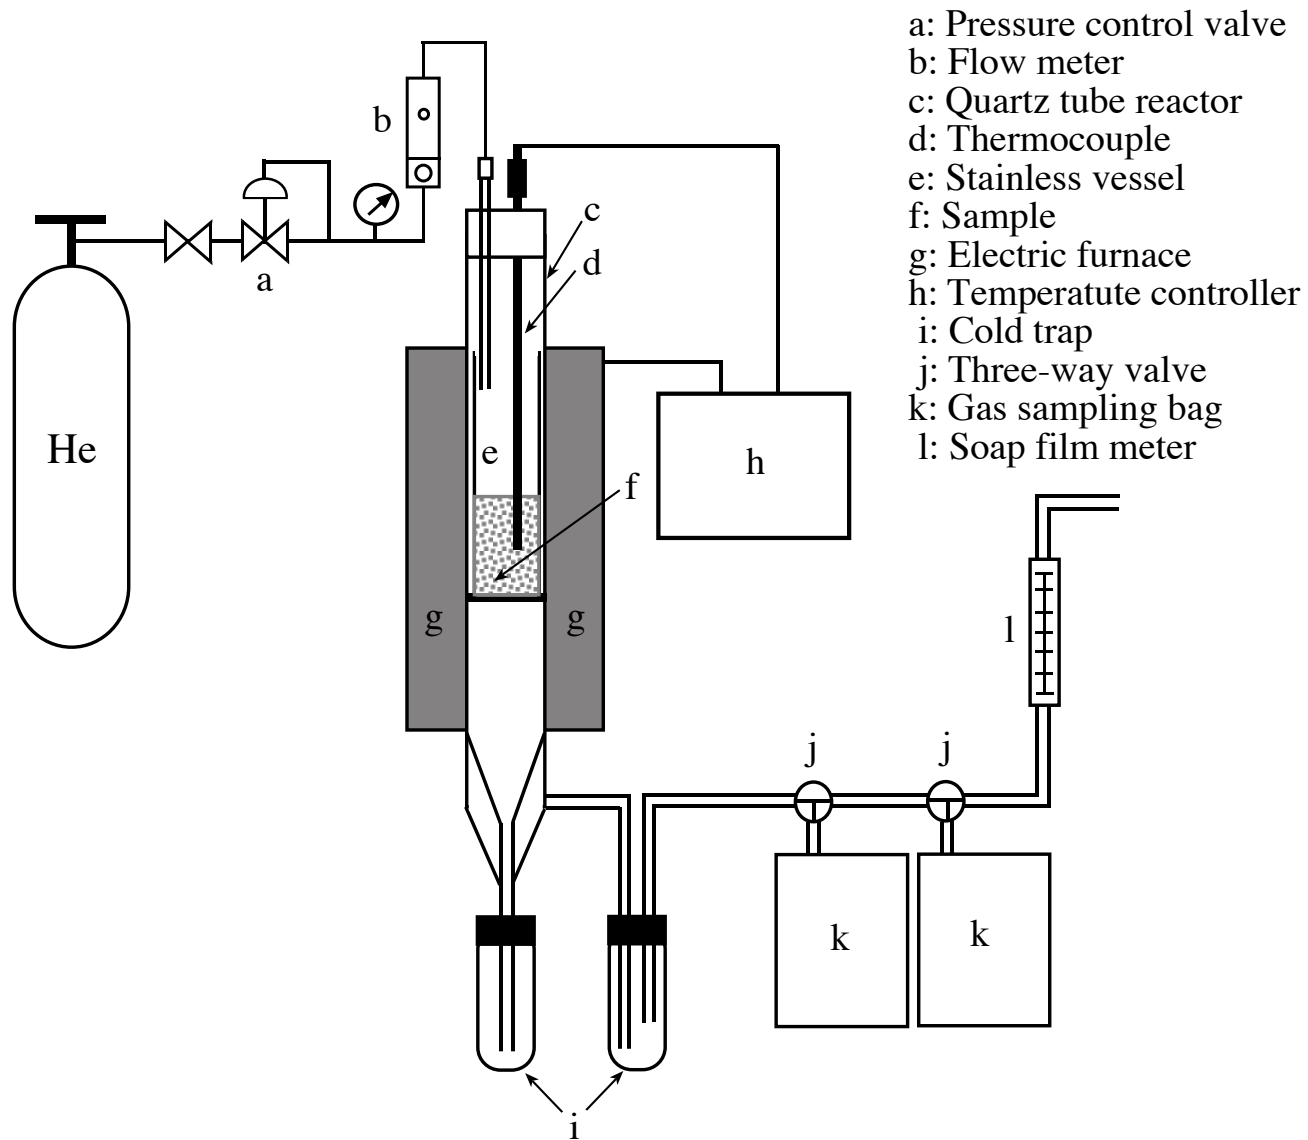 a: Pressure control valve
b: Flow meter
c: Quartz tube reactor
d: Thermocouple
e: Stainless vessel
f: Sample
g: Electric furnace
h: Temperatute controller
i: Cold trap
j: Three-way valve
k: Gas sampling bag
l: Soap film meter
b
c
d
a
He
e
h
f
g
g
l
j
j
k
k
i